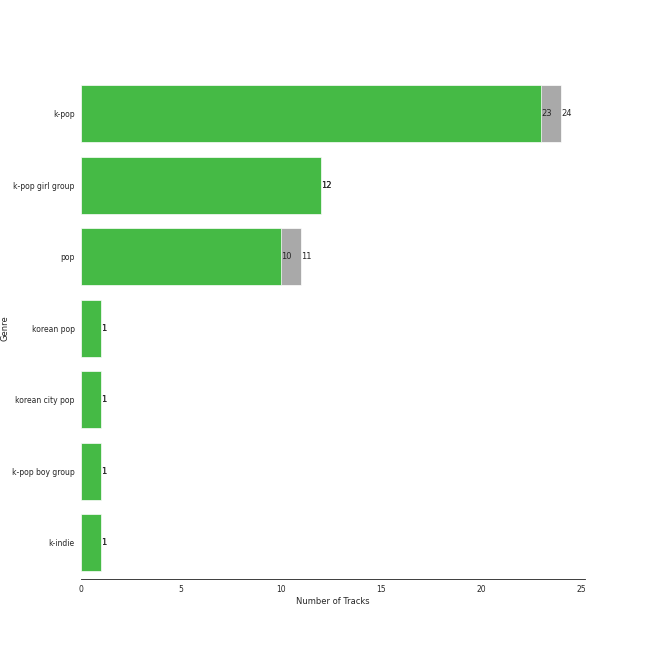 k-pop 23 24
k-pop girl group 12
pop 10 11
korean pop 1
korean city pop 1
k-pop boy group 1
k-indie 1
0 5 10 15 20 25
Number of Tracks
Genre